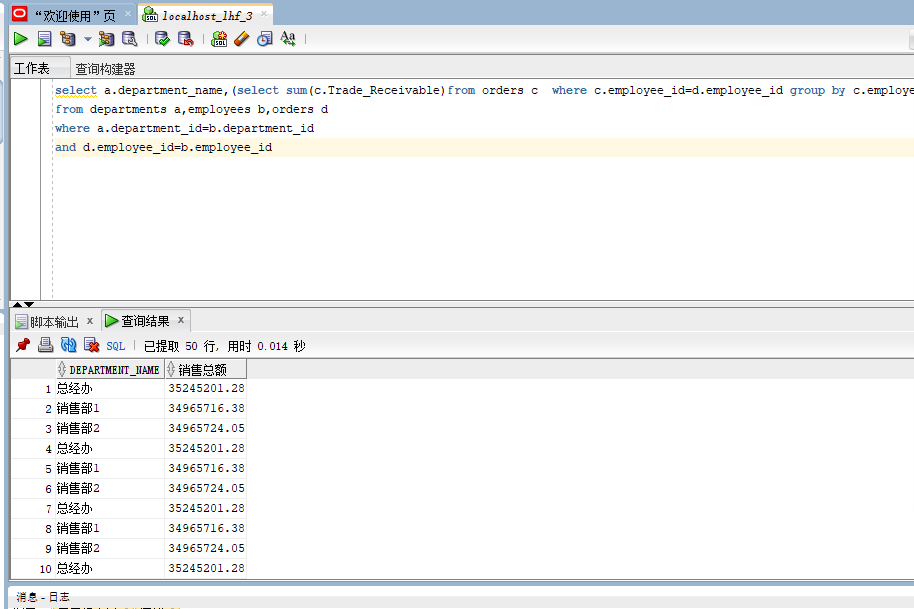 “欢迎使用”页 × localhost_lhf_3 ×
工作表 查询构建器
select a.department_name,(select sum(c.Trade_Receivable)from orders c  where c.employee_id=d.employee_id group by c.employe
from departments a,employees b,orders d
where a.department_id=b.department_id
and d.employee_id=b.employee_id
脚本输出 × 查询结果 ×
SQL | 已提取 50 行, 用时 0.014 秒
DEPARTMENT_NAME 销售总额
1 总经办 35245201.28
2 销售部1 34965716.38
3 销售部2 34965724.05
4 总经办 35245201.28
5 销售部1 34965716.38
6 销售部2 34965724.05
7 总经办 35245201.28
8 销售部1 34965716.38
9 销售部2 34965724.05
10 总经办 35245201.28
消息 - 日志